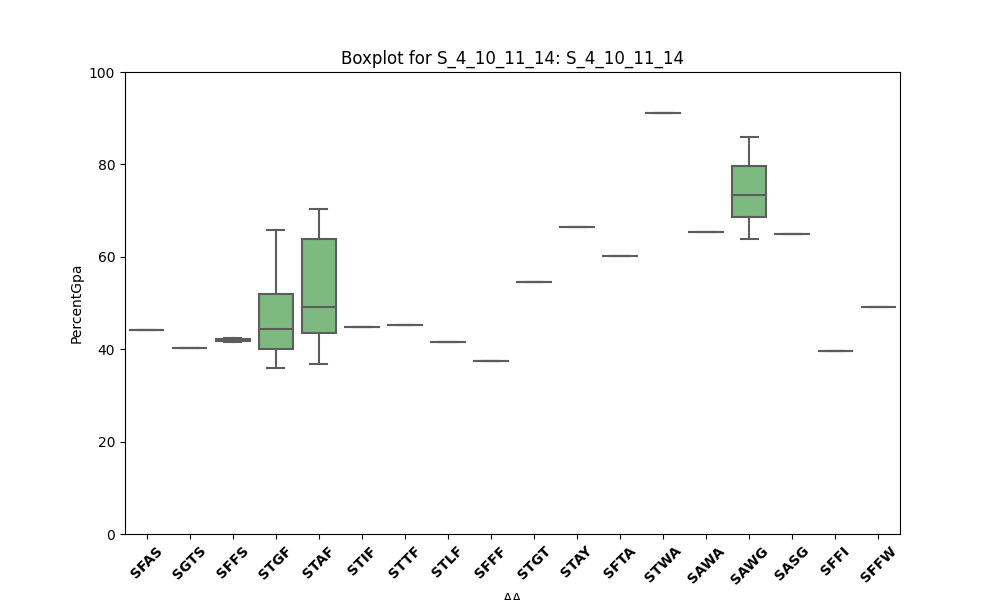 Boxplot for S_4_10_11_14: S_4_10_11_14
PercentGpa
100
80
60
40
20
0
SFAS
SGTS
SFFS
STGF
STAF
STIF
STTF
STLF
SFFF
STGT
STAY
SFTA
STWA
SAWA
SAWG
SASG
SFFI
SFFW
AA